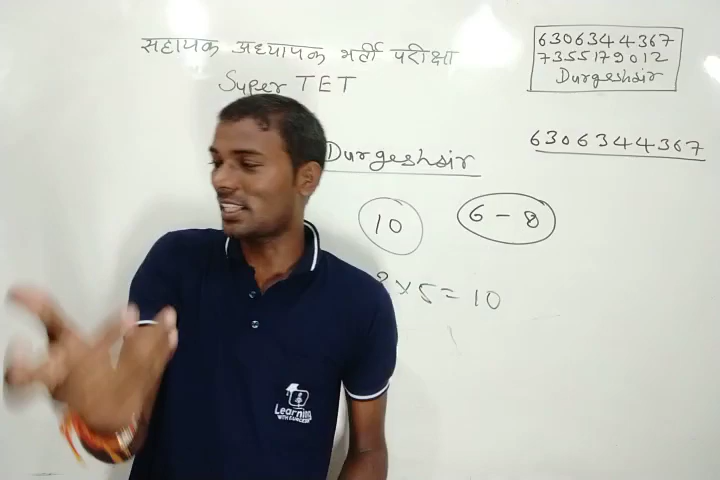 सहायक अध्यापक भर्ती परीक्षा
Super TET
6306344367
7355179012
Durgeshsir
6306344367
Durgeshsir
10
6 - 8
2 × 5 = 10
Learning